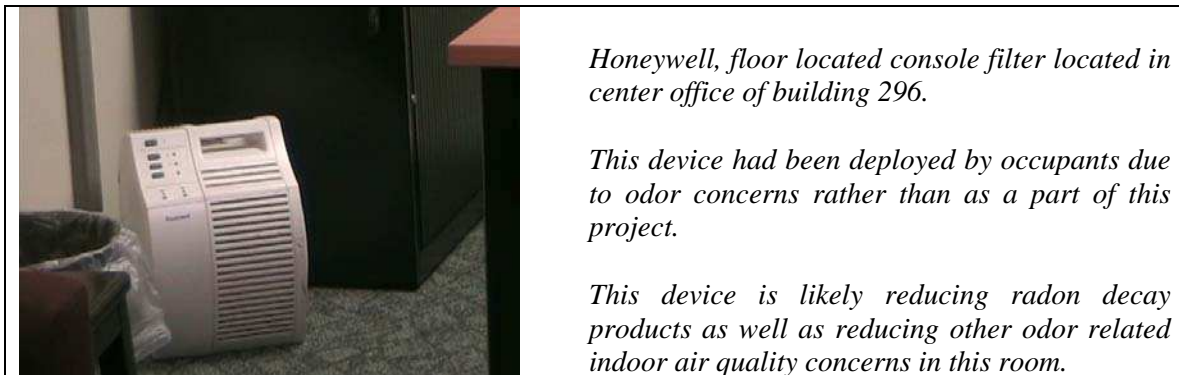 Honeywell, floor located console filter located in
center office of building 296.
This device had been deployed by occupants due
to odor concerns rather than as a part of this
project.
This device is likely reducing radon decay
products as well as reducing other odor related
indoor air quality concerns in this room.